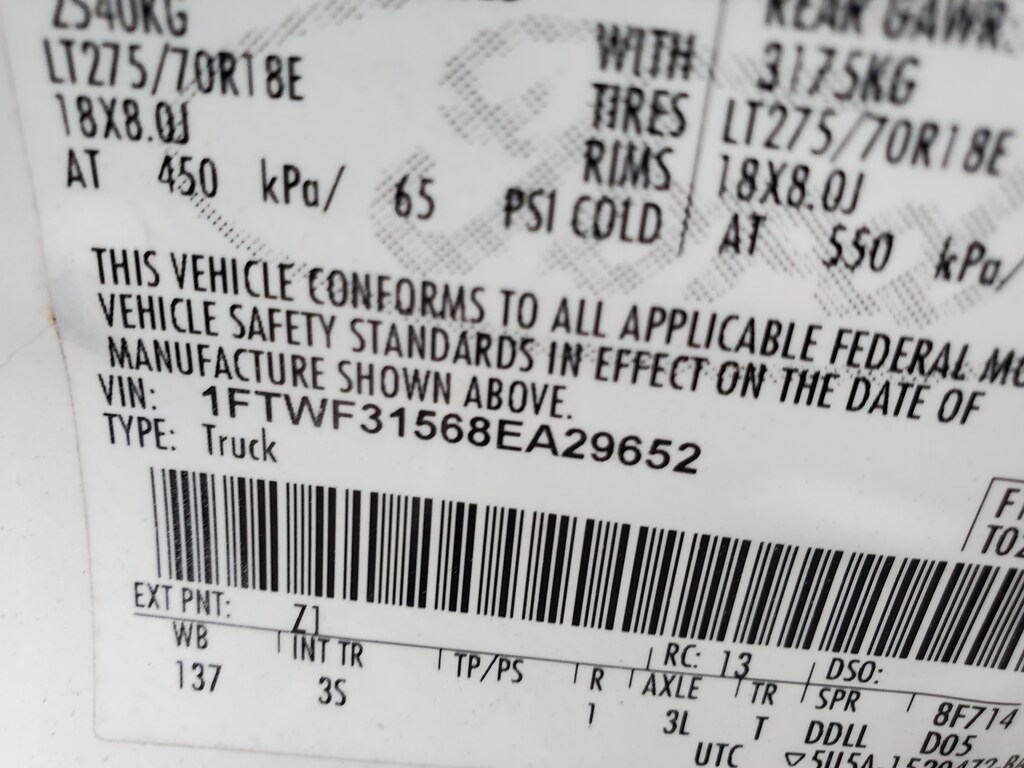 2540KG WITH REAR GAWR:
LT275/70R18E TIRES 3175KG
18X8.0J RIMS LT275/70R18E
AT 450 kPa/ 65 PSI COLD 18X8.0J
AT 550 kPa/
THIS VEHICLE CONFORMS TO ALL APPLICABLE FEDERAL MO
VEHICLE SAFETY STANDARDS IN EFFECT ON THE DATE OF
MANUFACTURE SHOWN ABOVE.
VIN: 1FTWF31568EA29652
TYPE: Truck
EXT PNT: Z1 RC: 13 DSO:
WB INT TR TP/PS R AXLE TR SPR 8F714
137 3S 1 3L T DDLL D05
UTC